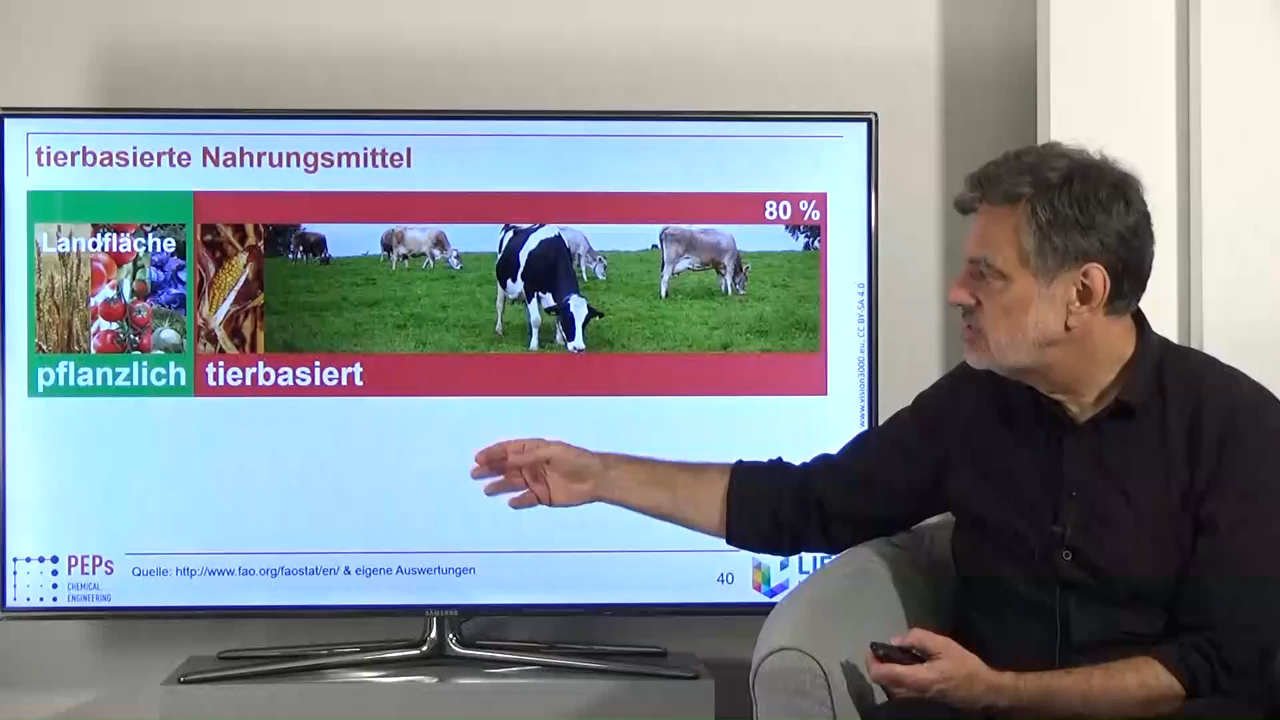 tierbasierte Nahrungsmittel
80 %
Landfläche
pflanzlich
tierbasiert
www.vision3000.eu, CC BY-SA 4.0
PEPs
CHEMICAL
ENGINEERING
Quelle: http://www.fao.org/faostat/en/ & eigene Auswertungen
40
SAMSUNG